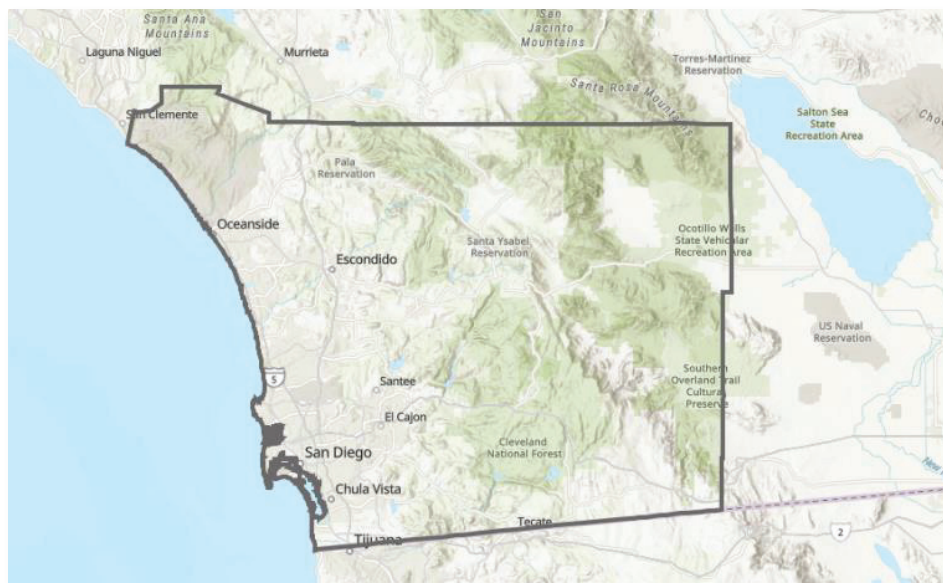 Santa Ana
Mountains
San
Jacinto
Mountains
Laguna Niguel
Murrieta
Torres-Martinez
Reservation
Santa Rosa Mountains
San Clemente
Salton Sea
State
Recreation Area
Pala
Reservation
Oceanside
Santa Ysabel
Reservation
Ocotillo Wells
State Vehicular
Recreation Area
Escondido
US Naval
Reservation
5
Santee
Southern
Overland Trail
Cultural
Preserve
El Cajon
San Diego
Cleveland
National Forest
Chula Vista
Tecate
Tijuana
2